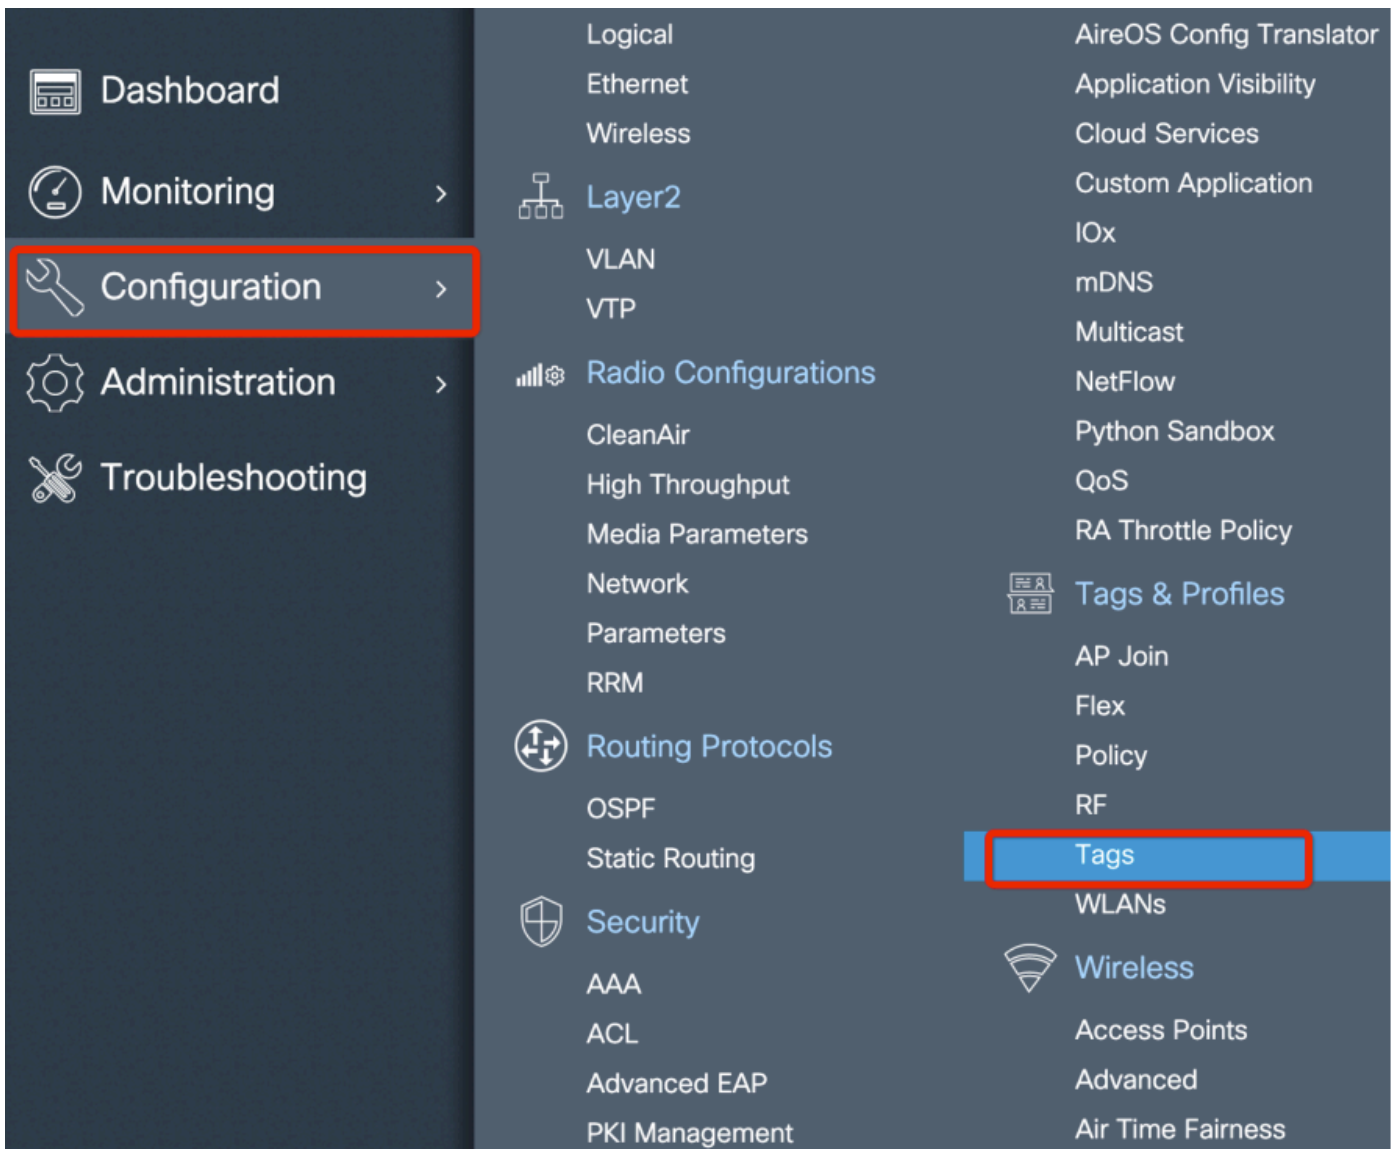 Dashboard
Monitoring
Configuration
Administration
Troubleshooting
Logical
Ethernet
Wireless
Layer2
VLAN
VTP
Radio Configurations
CleanAir
High Throughput
Media Parameters
Network
Parameters
RRM
Routing Protocols
OSPF
Static Routing
Security
AAA
ACL
Advanced EAP
PKI Management
AireOS Config Translator
Application Visibility
Cloud Services
Custom Application
IOx
mDNS
Multicast
NetFlow
Python Sandbox
QoS
RA Throttle Policy
Tags & Profiles
AP Join
Flex
Policy
RF
Tags
WLANs
Wireless
Access Points
Advanced
Air Time Fairness